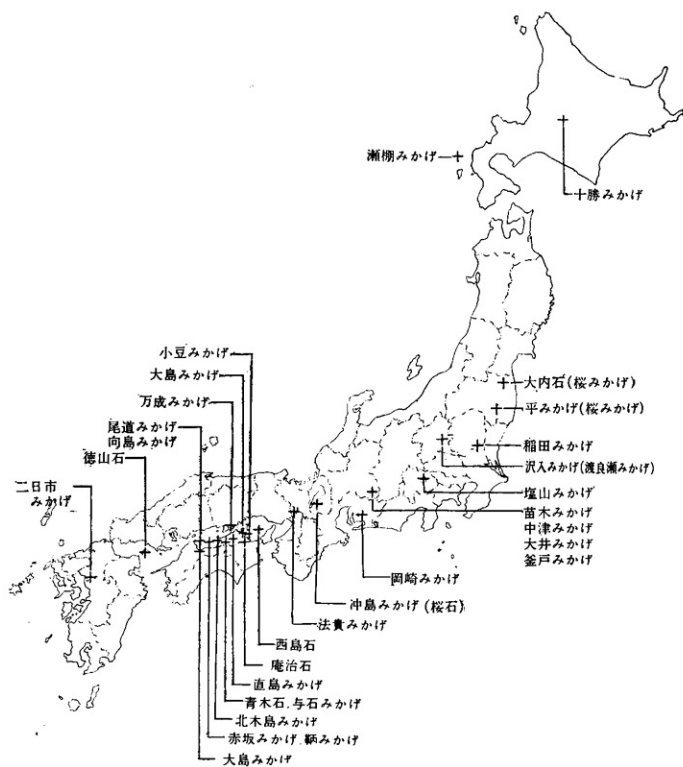 瀬棚みかげ
十勝みかげ
小豆みかげ
大島みかげ
万成みかげ
尾道みかげ
向島みかげ
徳山石
二日市
みかげ
大内石(桜みかげ)
平みかげ(桜みかげ)
稲田みかげ
沢入みかげ(渡良瀬みかげ)
塩山みかげ
苗木みかげ
中津みかげ
大井みかげ
釜戸みかげ
岡崎みかげ
沖島みかげ(桜石)
法貴みかげ
西島石
庵治石
直島みかげ
青木石、与石みかげ
北木島みかげ
赤坂みかげ、鞆みかげ
大島みかげ